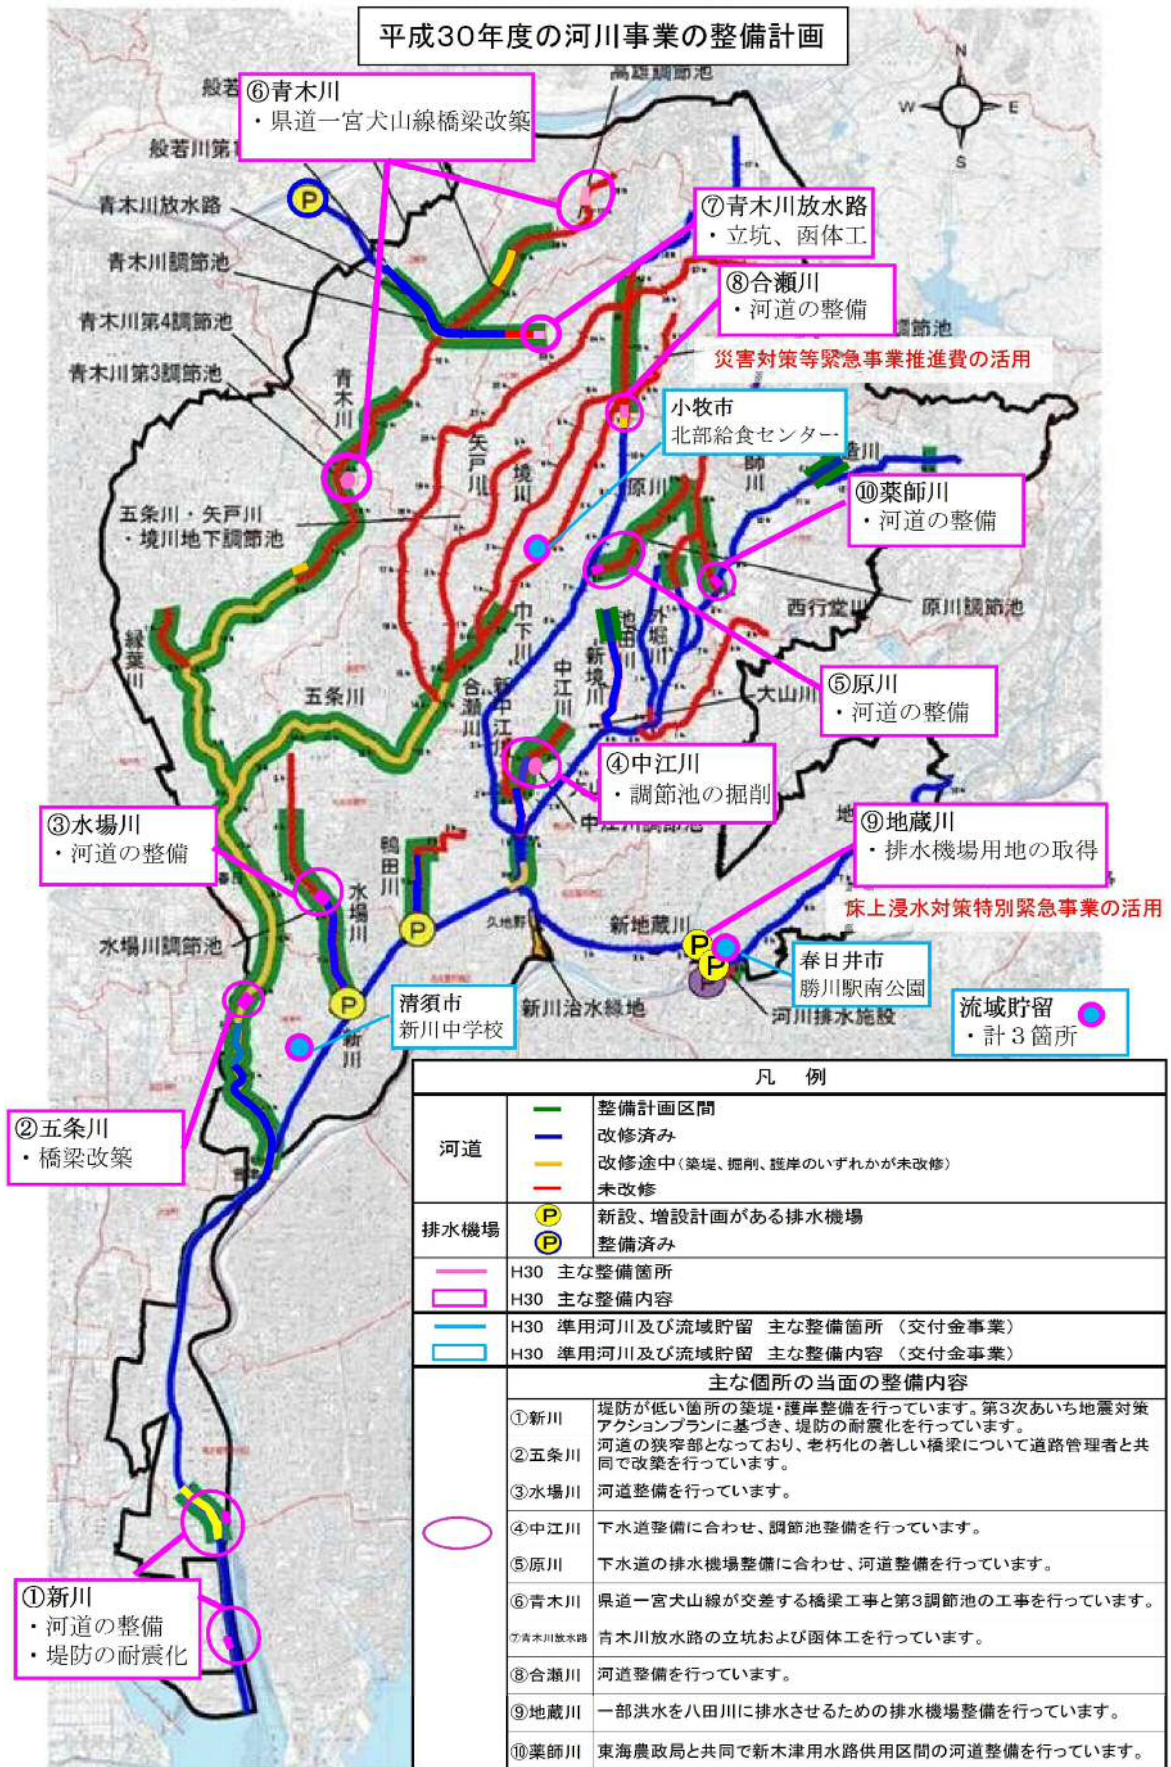 平成30年度の河川事業の整備計画
N
W
E
S
高雄調節池
⑥青木川
・県道一宮犬山線橋梁改築
青木川放水路
青木川調節池
青木川第4調節池
青木川第3調節池
⑦青木川放水路
・立坑、函体工
⑧合瀬川
・河道の整備
調節池
災害対策等緊急事業推進費の活用
小牧市
北部給食センター
青木川
矢戸川
境川
原川
師川
造川
⑩薬師川
・河道の整備
五条川・矢戸川
・境川地下調節池
西行堂川
原川調節池
縁葉川
五条川
巾下川
合瀬川
新中江川
中江川
新境川
池田川
外堀川
大山川
⑤原川
・河道の整備
④中江川
・調節池の掘削
中江川調節池
③水場川
・河道の整備
水場川調節池
水場川
鴨田川
久地野
新地蔵川
⑨地蔵川
・排水機場用地の取得
床上浸水対策特別緊急事業の活用
春日井市
勝川駅南公園
清須市
新川中学校
新川
新川治水緑地
河川排水施設
流域貯留
・計3箇所
②五条川
・橋梁改築
①新川
・河道の整備
・堤防の耐震化
凡 例
河道
整備計画区間
改修済み
改修途中(築堤、掘削、護岸のいずれかが未改修)
未改修
排水機場
P 新設、増設計画がある排水機場
P 整備済み
H30 主な整備箇所
H30 主な整備内容
H30 準用河川及び流域貯留 主な整備箇所 (交付金事業)
H30 準用河川及び流域貯留 主な整備内容 (交付金事業)
主な個所の当面の整備内容
①新川 堤防が低い箇所の築堤・護岸整備を行っています。第3次あいち地震対策
アクションプランに基づき、堤防の耐震化を行っています。
②五条川 河道の狭窄部となっており、老朽化の著しい橋梁について道路管理者と共
同で改築を行っています。
③水場川 河道整備を行っています。
④中江川 下水道整備に合わせ、調節池整備を行っています。
⑤原川 下水道の排水機場整備に合わせ、河道整備を行っています。
⑥青木川 県道一宮犬山線が交差する橋梁工事と第3調節池の工事を行っています。
⑦青木川放水路 青木川放水路の立坑および函体工を行っています。
⑧合瀬川 河道整備を行っています。
⑨地蔵川 一部洪水を八田川に排水させるための排水機場整備を行っています。
⑩薬師川 東海農政局と共同で新木津用水路供用区間の河道整備を行っています。